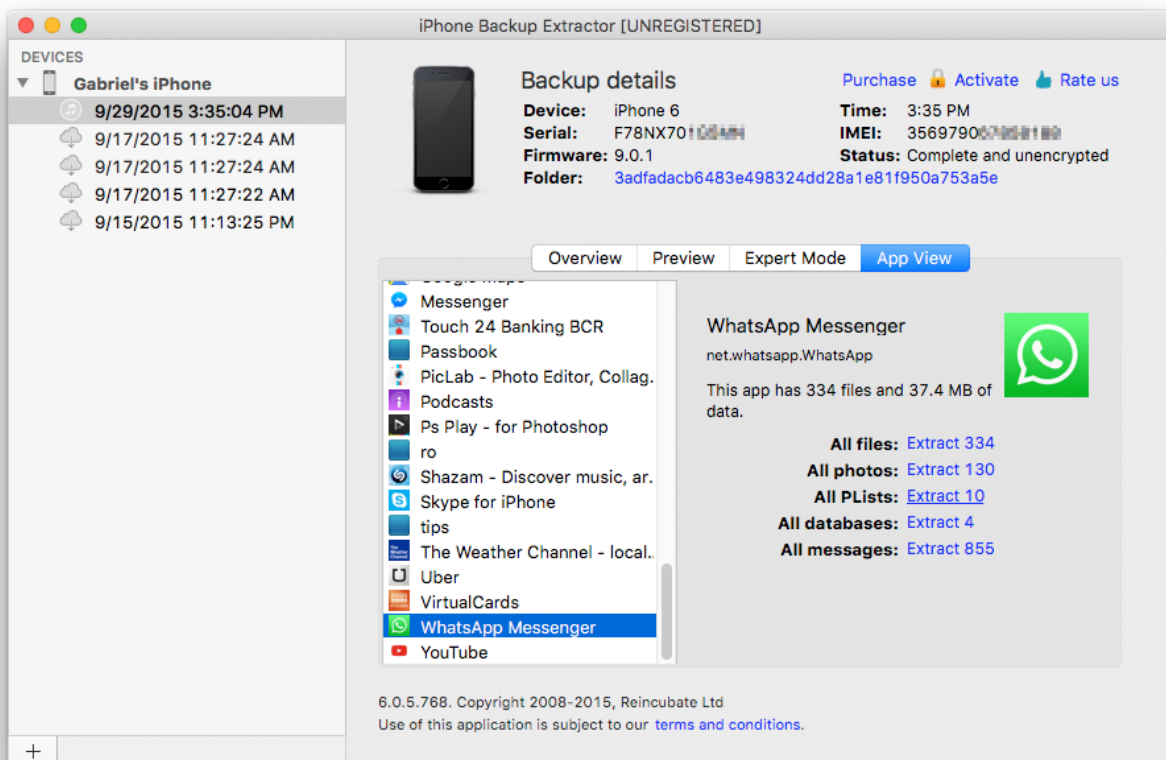 iPhone Backup Extractor [UNREGISTERED]
DEVICES
Gabriel's iPhone
9/29/2015 3:35:04 PM
9/17/2015 11:27:24 AM
9/17/2015 11:27:24 AM
9/17/2015 11:27:22 AM
9/15/2015 11:13:25 PM
Backup details
Purchase Activate Rate us
Device: iPhone 6
Time: 3:35 PM
Serial: F78NX70
IMEI: 3569790
Firmware: 9.0.1
Status: Complete and unencrypted
Folder: 3adfadacb6483e498324dd28a1e81f950a753a5e
Overview Preview Expert Mode App View
Messenger
Touch 24 Banking BCR
Passbook
PicLab - Photo Editor, Collag.
Podcasts
Ps Play - for Photoshop
ro
Shazam - Discover music, ar.
Skype for iPhone
tips
The Weather Channel - local..
Uber
VirtualCards
WhatsApp Messenger
YouTube
WhatsApp Messenger
net.whatsapp.WhatsApp
This app has 334 files and 37.4 MB of
data.
All files: Extract 334
All photos: Extract 130
All PLists: Extract 10
All databases: Extract 4
All messages: Extract 855
6.0.5.768. Copyright 2008-2015, Reincubate Ltd
Use of this application is subject to our terms and conditions.